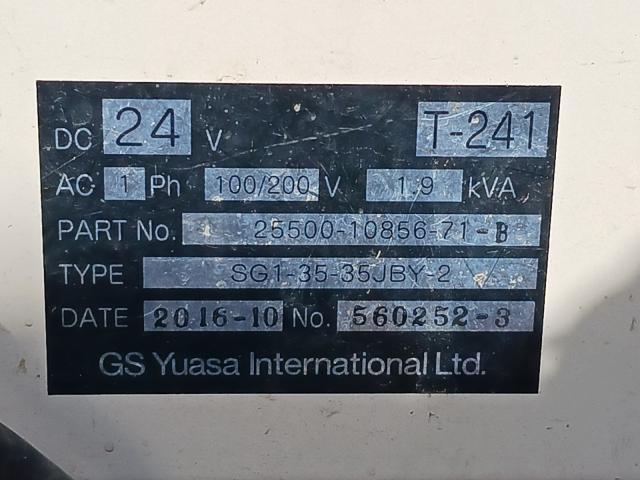 DC 24 V T-241
AC 1 Ph 100/200 V 1.9 kVA
PART No. 25500-10856-71-B
TYPE SG1-35-35JBY-2
DATE 2016-10 No. 560252-3
GS Yuasa International Ltd.